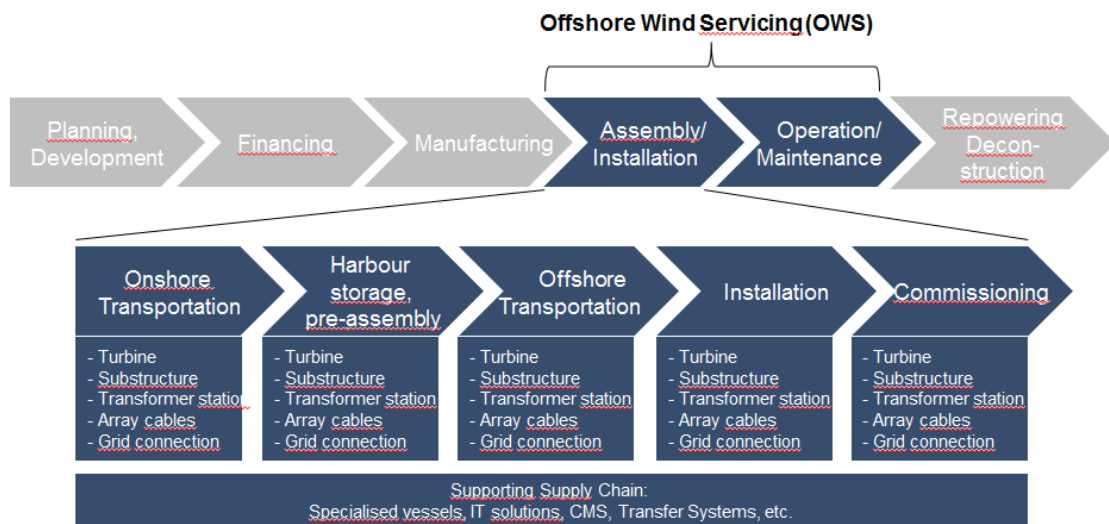 Offshore Wind Servicing (OWS)
Planning,
Development
Financing
Manufacturing
Assembly/
Installation
Operation/
Maintenance
Repowering
Decon-
struction
Onshore
Transportation
Harbour
storage,
pre-assembly
Offshore
Transportation
Installation
Commissioning
- Turbine
- Substructure
- Transformer station
- Array cables
- Grid connection
- Turbine
- Substructure
- Transformer station
- Array cables
- Grid connection
- Turbine
- Substructure
- Transformer station
- Array cables
- Grid connection
- Turbine
- Substructure
- Transformer station
- Array cables
- Grid connection
- Turbine
- Substructure
- Transformer station
- Array cables
- Grid connection
Supporting Supply Chain:
Specialised vessels, IT solutions, CMS, Transfer Systems, etc.